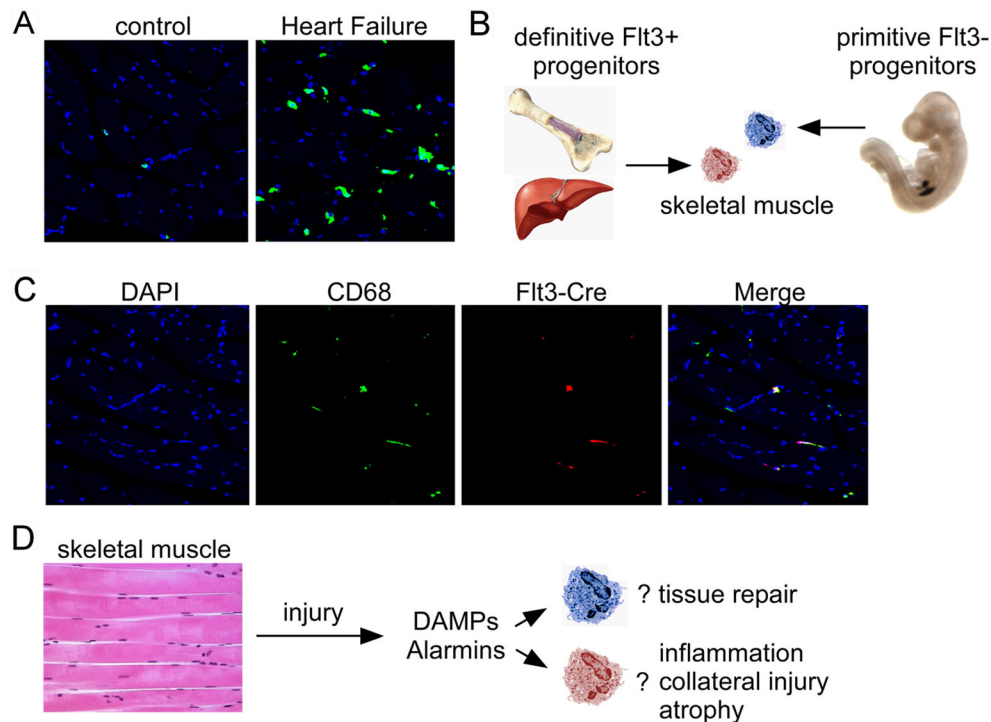 A
control
Heart Failure
B
definitive Flt3+
progenitors
primitive Flt3-
progenitors
skeletal muscle
C
DAPI
CD68
Flt3-Cre
Merge
D
skeletal muscle
injury
DAMPs
Alarmins
? tissue repair
inflammation
? collateral injury
atrophy